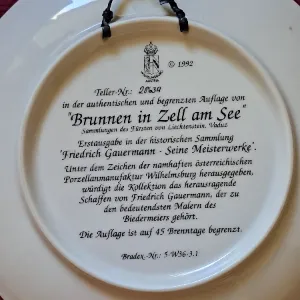 © 1992
Teller-Nr.:
in der authentischen und begrenzten Auflage von
"Brunnen in Zell am See"
Sammlungen des Fürsten von Liechtenstein, Vaduz
Erstausgabe in der historischen Sammlung
'Friedrich Gauermann - Seine Meisterwerke'.
Unter dem Zeichen der namhaften österreichischen
Porzellanmanufaktur Wilhelmsburg herausgegeben,
würdigt die Kollektion das herausragende
Schaffen von Friedrich Gauermann, der zu
den bedeutendsten Malern des
Biedermeiers gehört.
Die Auflage ist auf 45 Brenntage begrenzt.
Bradex-Nr.: 5-W36-3.1